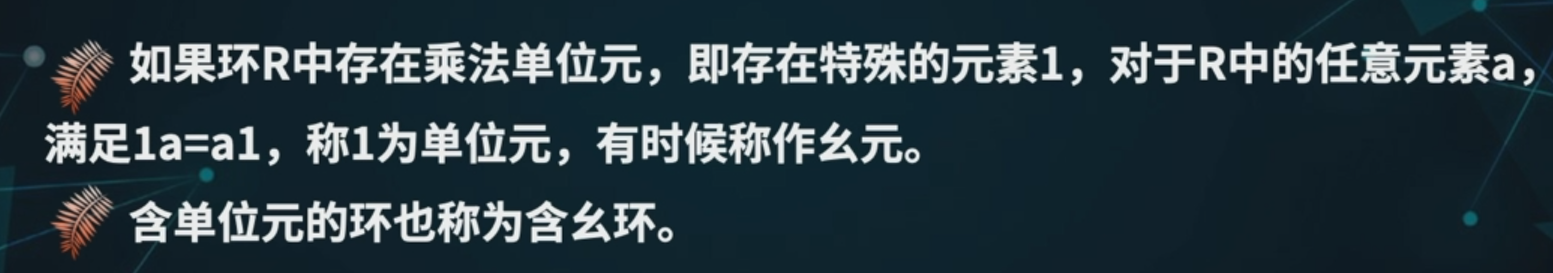 如果环R中存在乘法单位元，即存在特殊的元素1，对于R中的任意元素a，
满足1a=a1，称1为单位元，有时候称作幺元。
含单位元的环也称为含幺环。